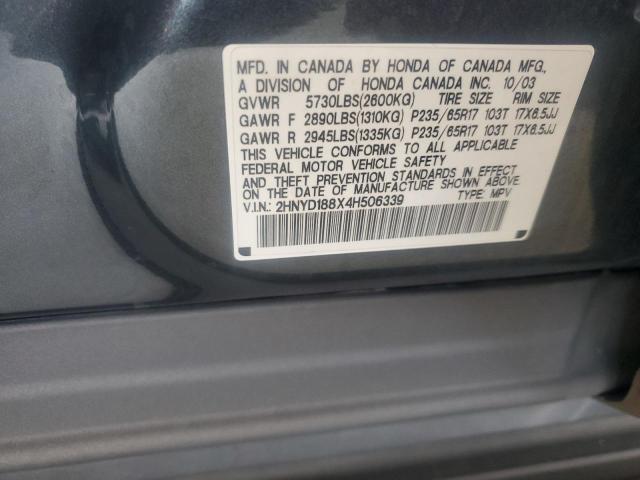 MFD. IN CANADA BY HONDA OF CANADA MFG.,
A DIVISION OF HONDA CANADA INC. 10/03
GVWR 5730LBS(2600KG) TIRE SIZE RIM SIZE
GAWR F 2890LBS(1310KG) P235/65R17 103T 17X6.5JJ
GAWR R 2945LBS(1335KG) P235/65R17 103T 17X6.5JJ
THIS VEHICLE CONFORMS TO ALL APPLICABLE
FEDERAL MOTOR VEHICLE SAFETY
AND THEFT PREVENTION STANDARDS IN EFFECT
ON THE DATE OF MANUFACTURE SHOWN ABOVE.
V.I.N.: 2HNYD188X4H506339 TYPE: MPV